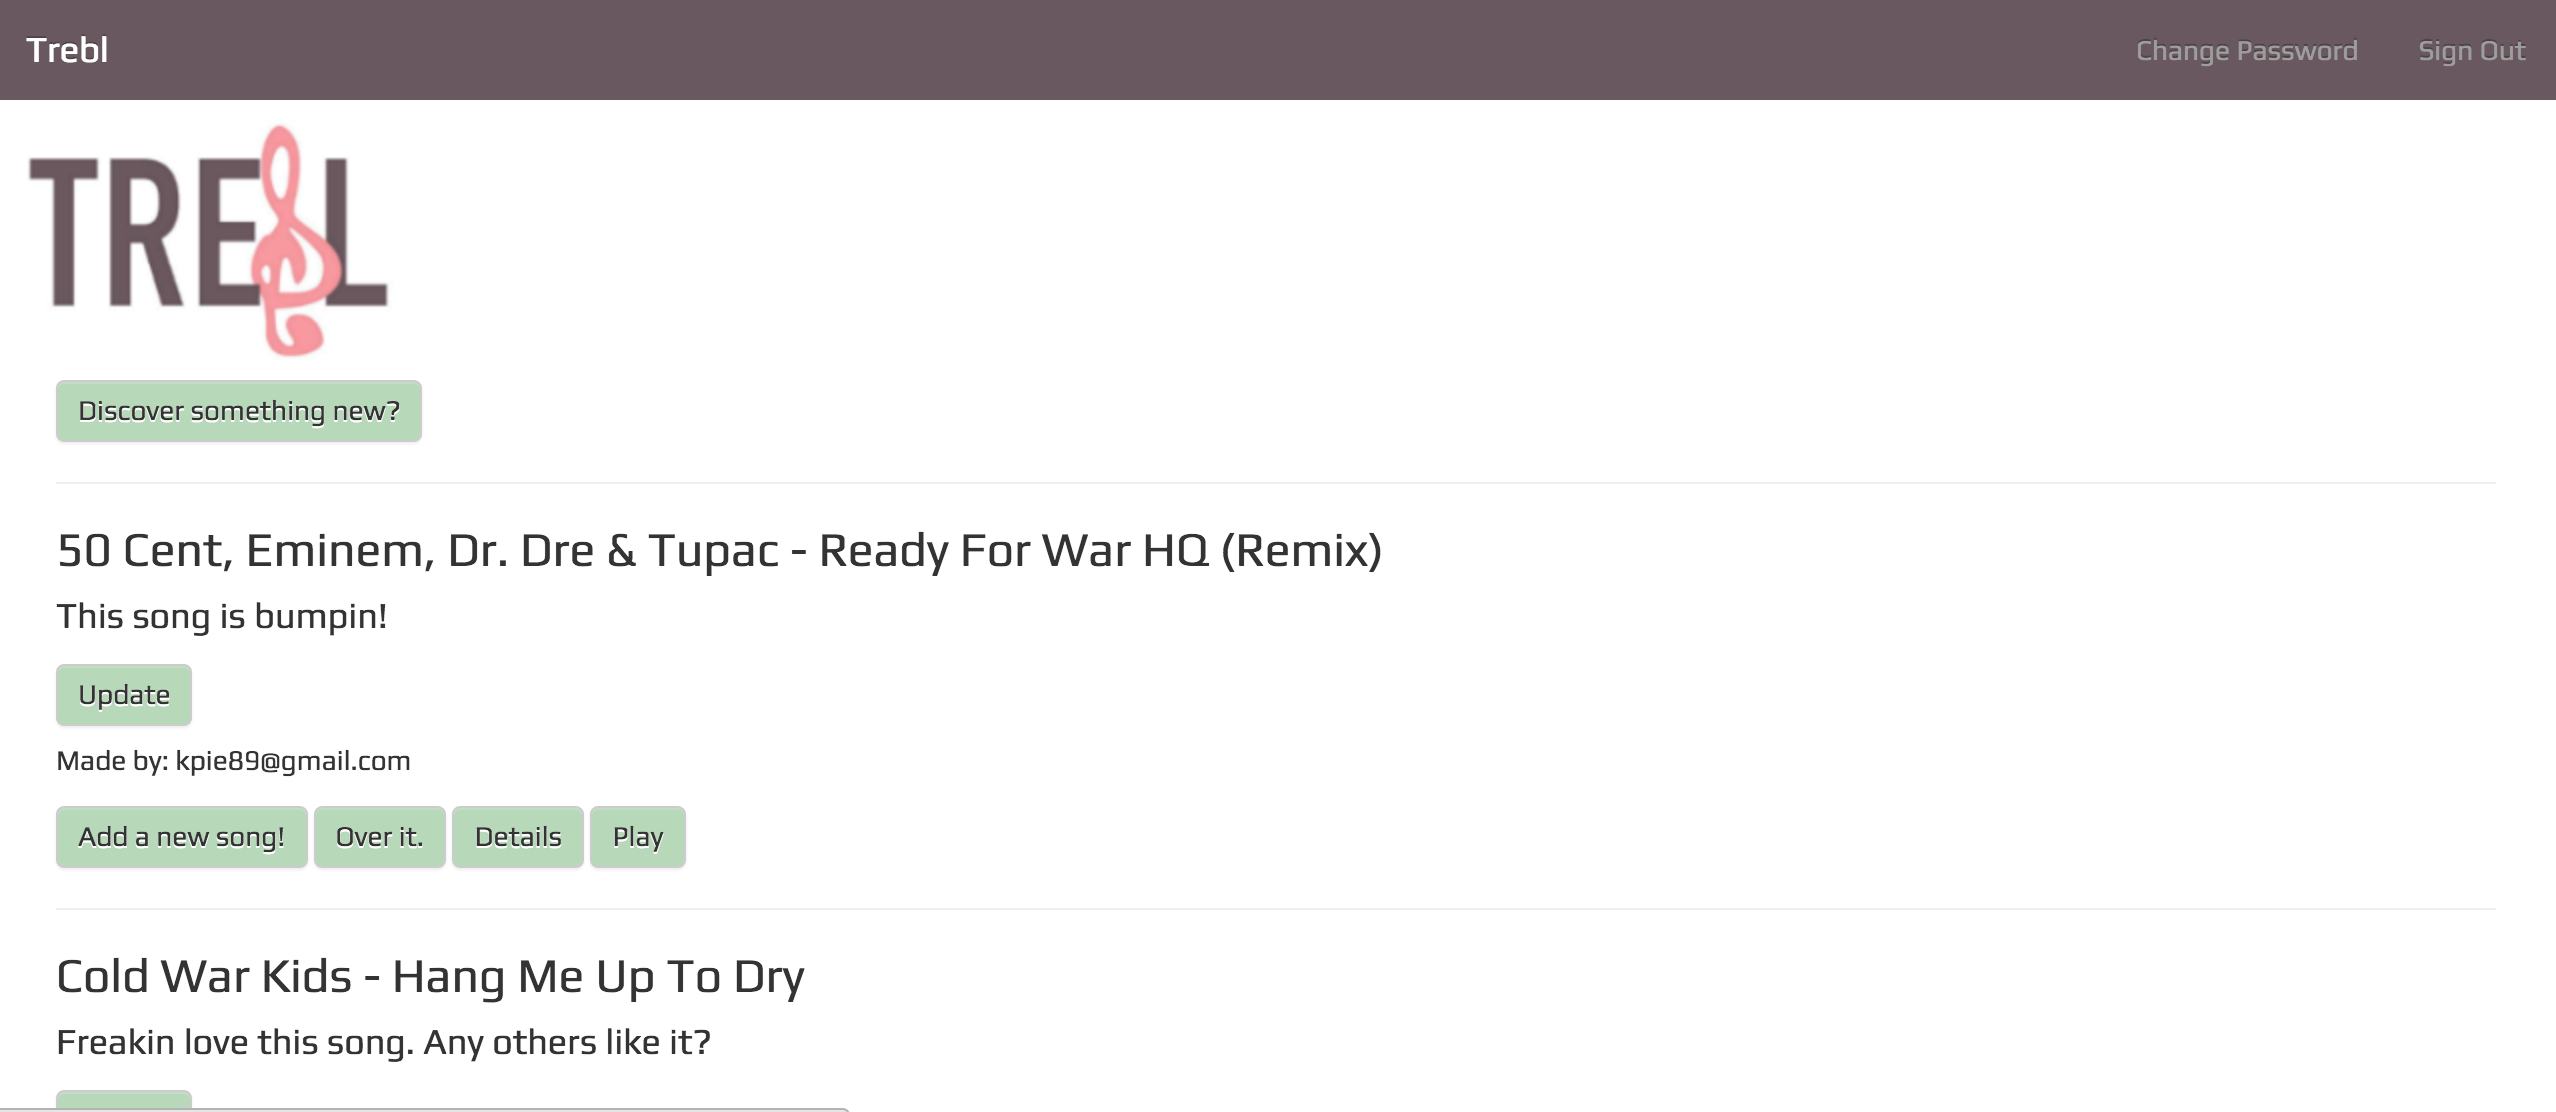 Trebl
Change Password
Sign Out
TREBL
Discover something new?
50 Cent, Eminem, Dr. Dre & Tupac - Ready For War HQ (Remix)
This song is bumpin!
Update
Made by: kpie89@gmail.com
Add a new song!
Over it.
Details
Play
Cold War Kids - Hang Me Up To Dry
Freakin love this song. Any others like it?